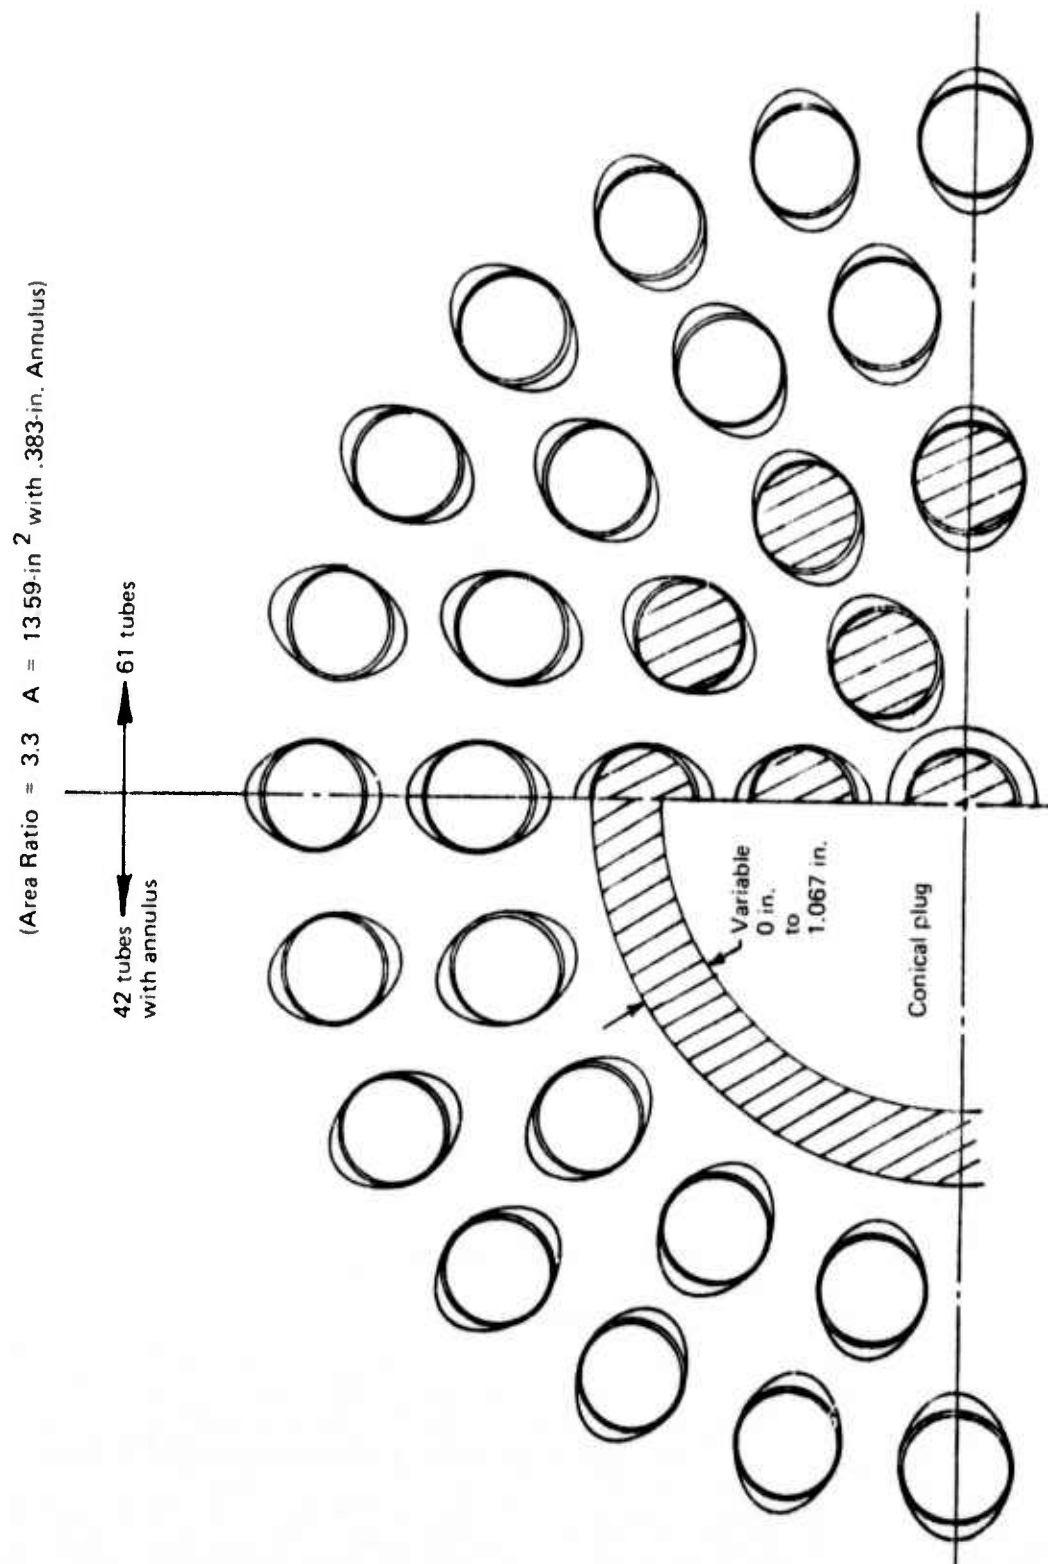 (Area Ratio = 3.3 A = 13.59-in ² with .383-in. Annulus)
42 tubes
with annulus
61 tubes
Variable
0 in.
to
1.067 in.
Conical plug